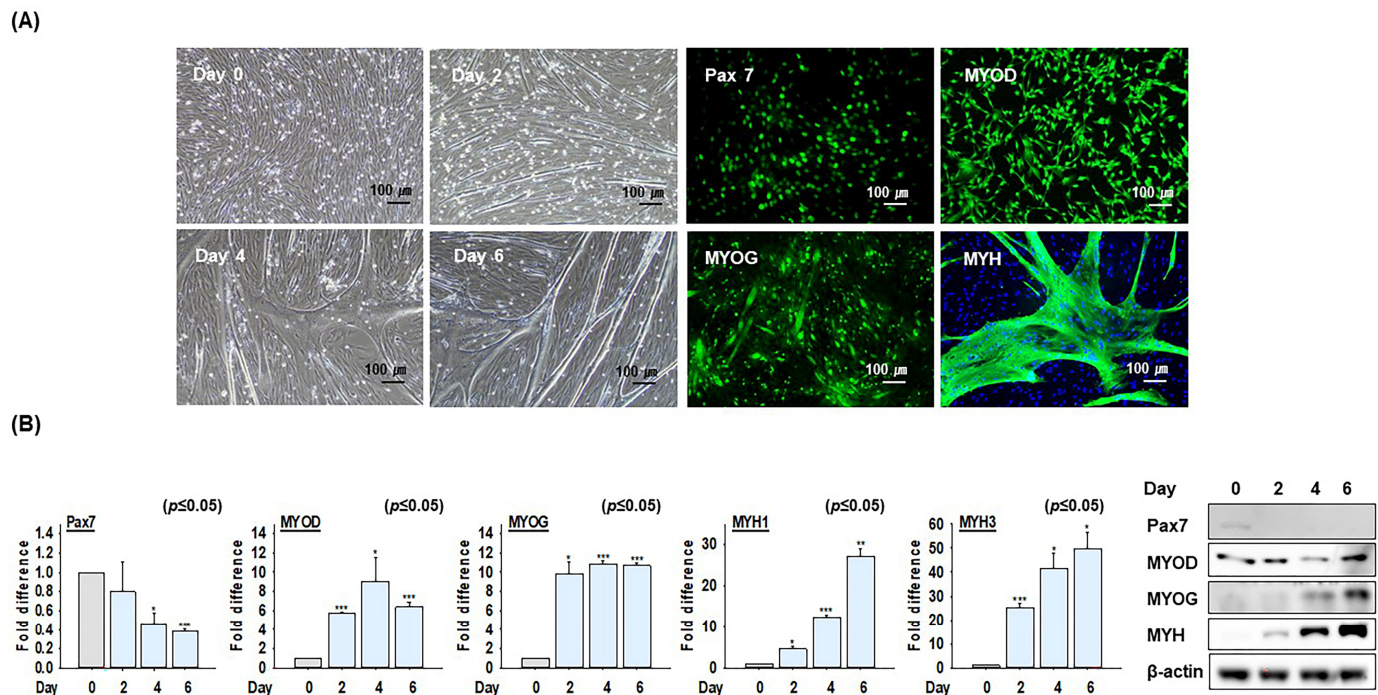 (A)
Day 0
100 ㎛
Day 2
100 ㎛
Pax 7
100 ㎛
MYOD
100 ㎛
Day 4
100 ㎛
Day 6
100 ㎛
MYOG
100 ㎛
MYH
100 ㎛
(B)
Pax7
(p≤0.05)
Fold difference
1.4
1.2
1.0
0.8
0.6
0.4
0.2
0.0
*
***
Day 0 2 4 6
MYOD
(p≤0.05)
Fold difference
14
12
10
8
6
4
2
0
***
*
***
Day 0 2 4 6
MYOG
(p≤0.05)
Fold difference
14
12
10
8
6
4
2
0
*
***
***
Day 0 2 4 6
MYH1
(p≤0.05)
Fold difference
30
20
10
0
*
***
**
Day 0 2 4 6
MYH3
(p≤0.05)
Fold difference
60
50
40
30
20
10
0
***
*
*
Day 0 2 4 6
Day 0 2 4 6
Pax7
MYOD
MYOG
MYH
β-actin